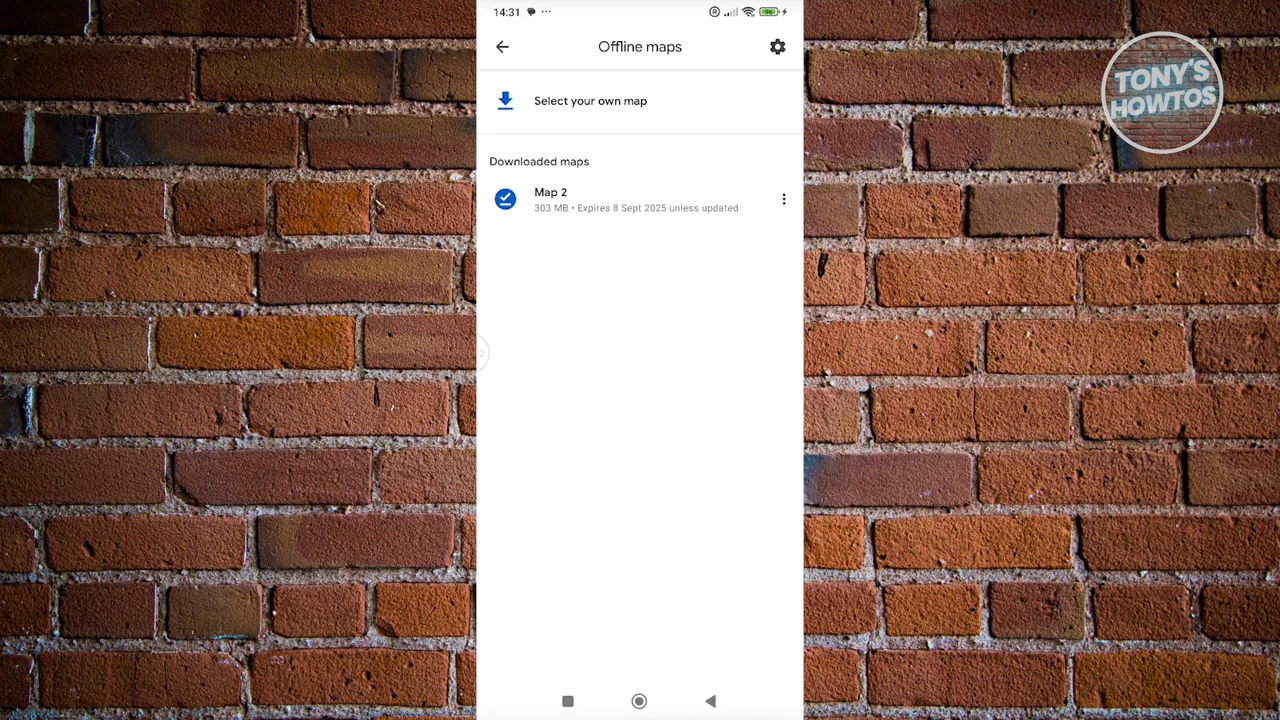 14:31
96
Offline maps
TONY'S
HOWTOS
Select your own map
Downloaded maps
Map 2
303 MB • Expires 8 Sept 2025 unless updated